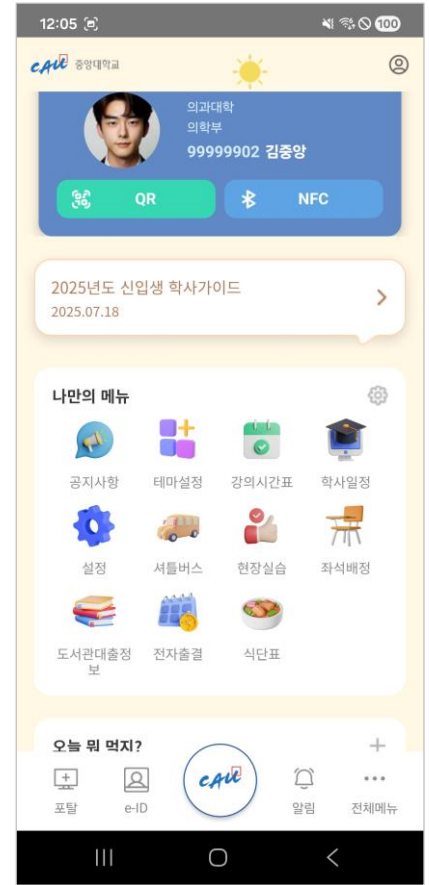 12:05
100
CAU 중앙대학교
의과대학
의학부
99999902 김중앙
QR
NFC
2025년도 신입생 학사가이드
2025.07.18
나만의 메뉴
공지사항
테마설정
강의시간표
학사일정
설정
셔틀버스
현장실습
좌석배정
도서관대출정
보
전자출결
식단표
오늘 뭐 먹지?
포탈
e-ID
CAU
알림
전체메뉴